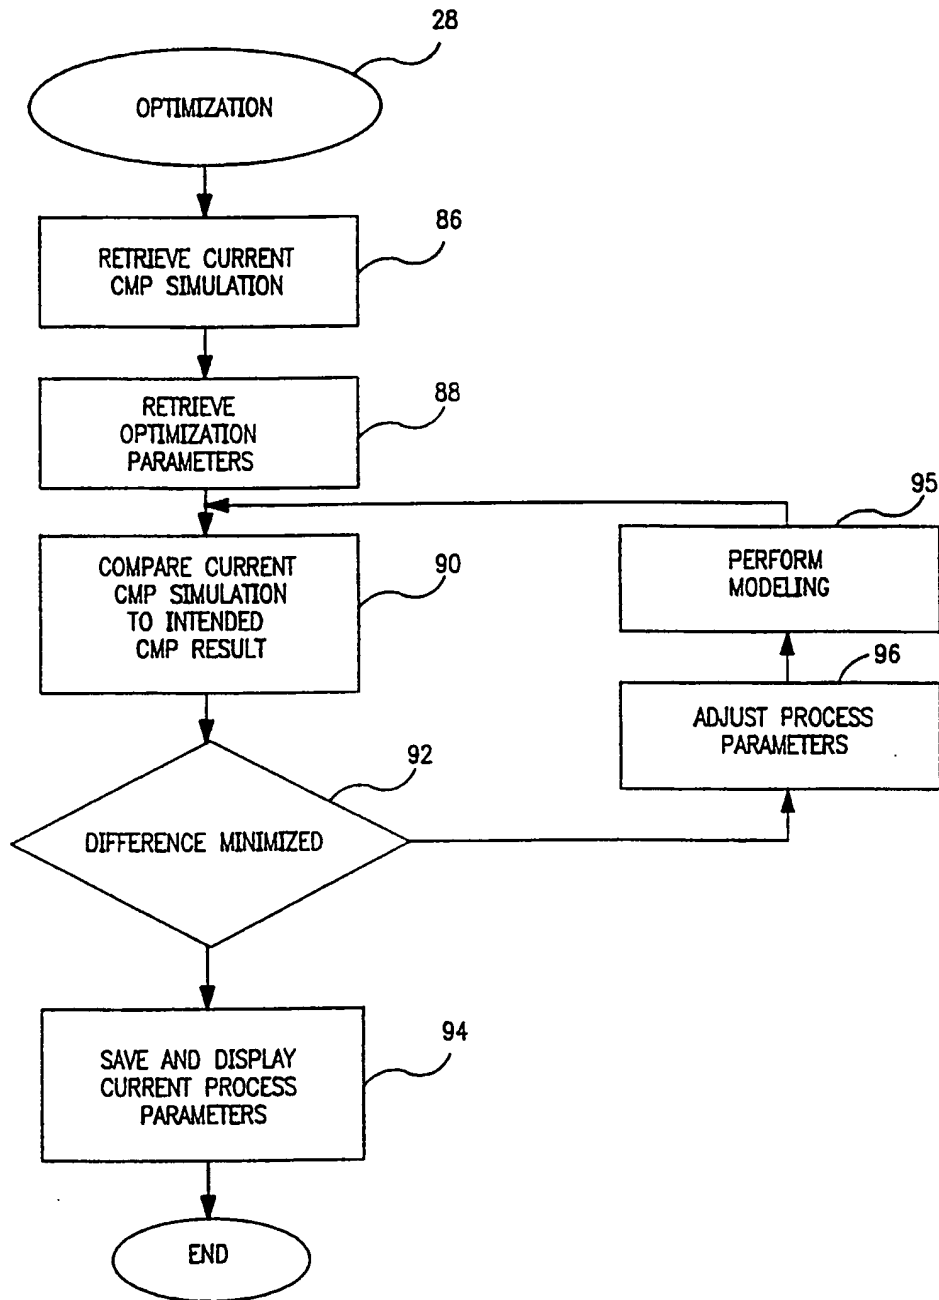 28
OPTIMIZATION
86
RETRIEVE CURRENT
CMP SIMULATION
88
RETRIEVE
OPTIMIZATION
PARAMETERS
95
PERFORM
MODELING
90
COMPARE CURRENT
CMP SIMULATION
TO INTENDED
CMP RESULT
96
ADJUST PROCESS
PARAMETERS
92
DIFFERENCE MINIMIZED
94
SAVE AND DISPLAY
CURRENT PROCESS
PARAMETERS
END